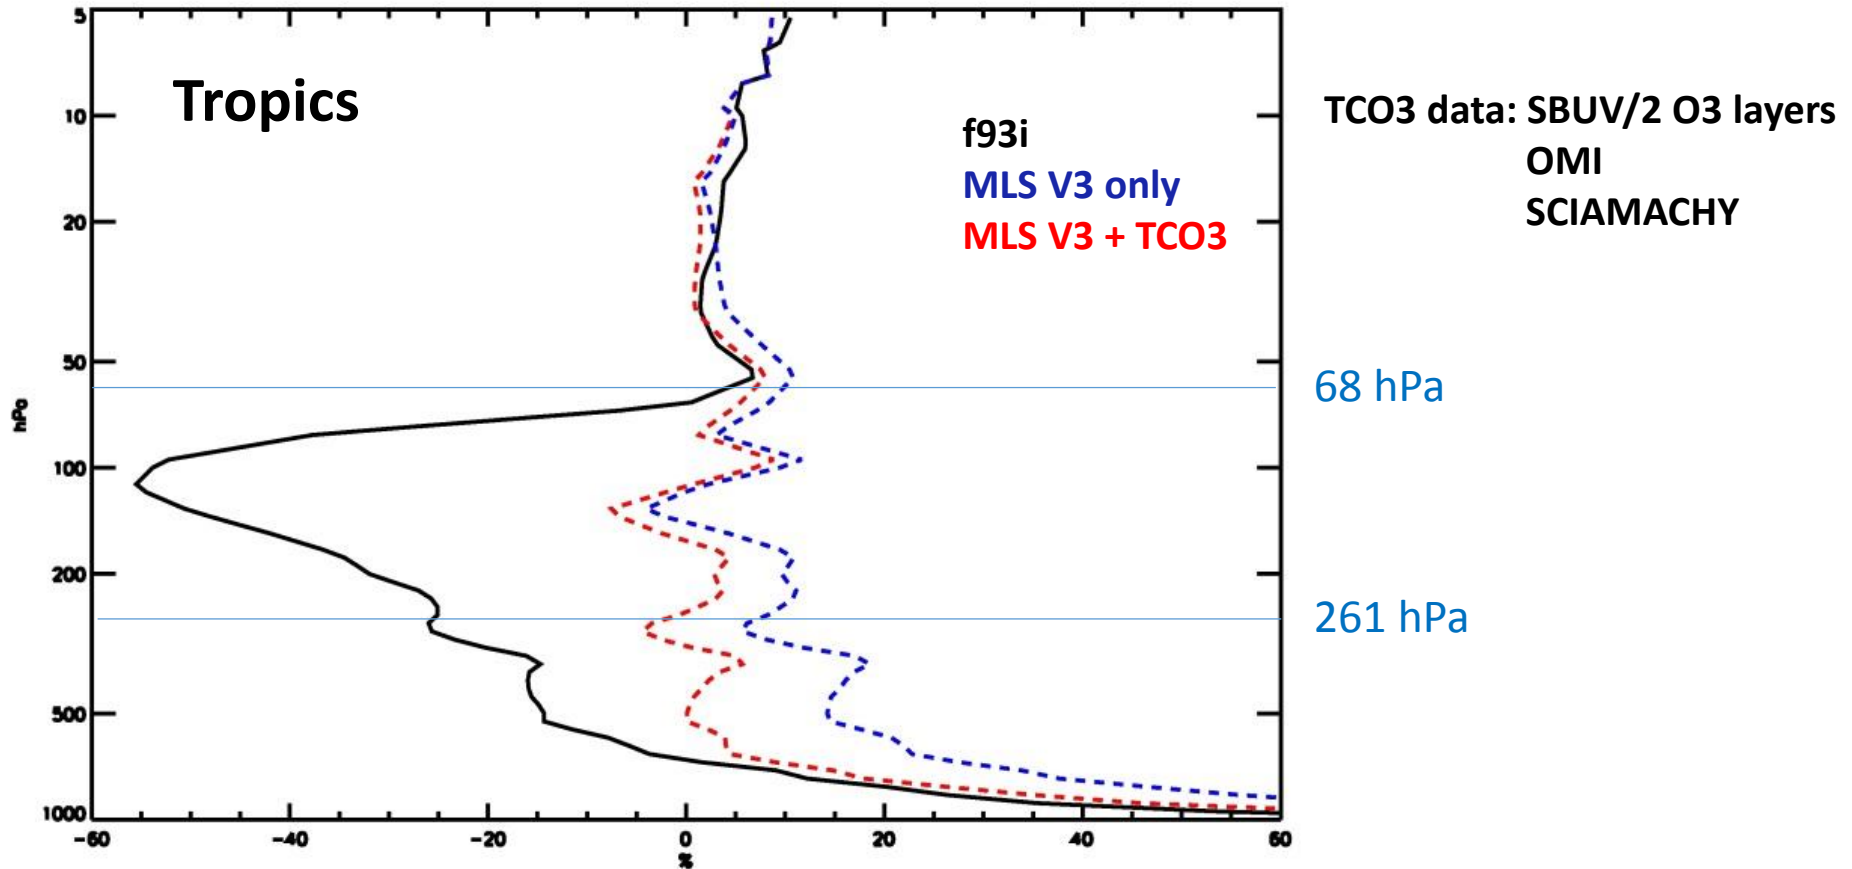 Tropics
f93i
MLS V3 only
MLS V3 + TCO3
TCO3 data: SBUV/2 O3 layers
OMI
SCIAMACHY
5
10
20
50
100
200
500
1000
hPa
68 hPa
261 hPa
-60 -40 -20 0 20 40 60
%